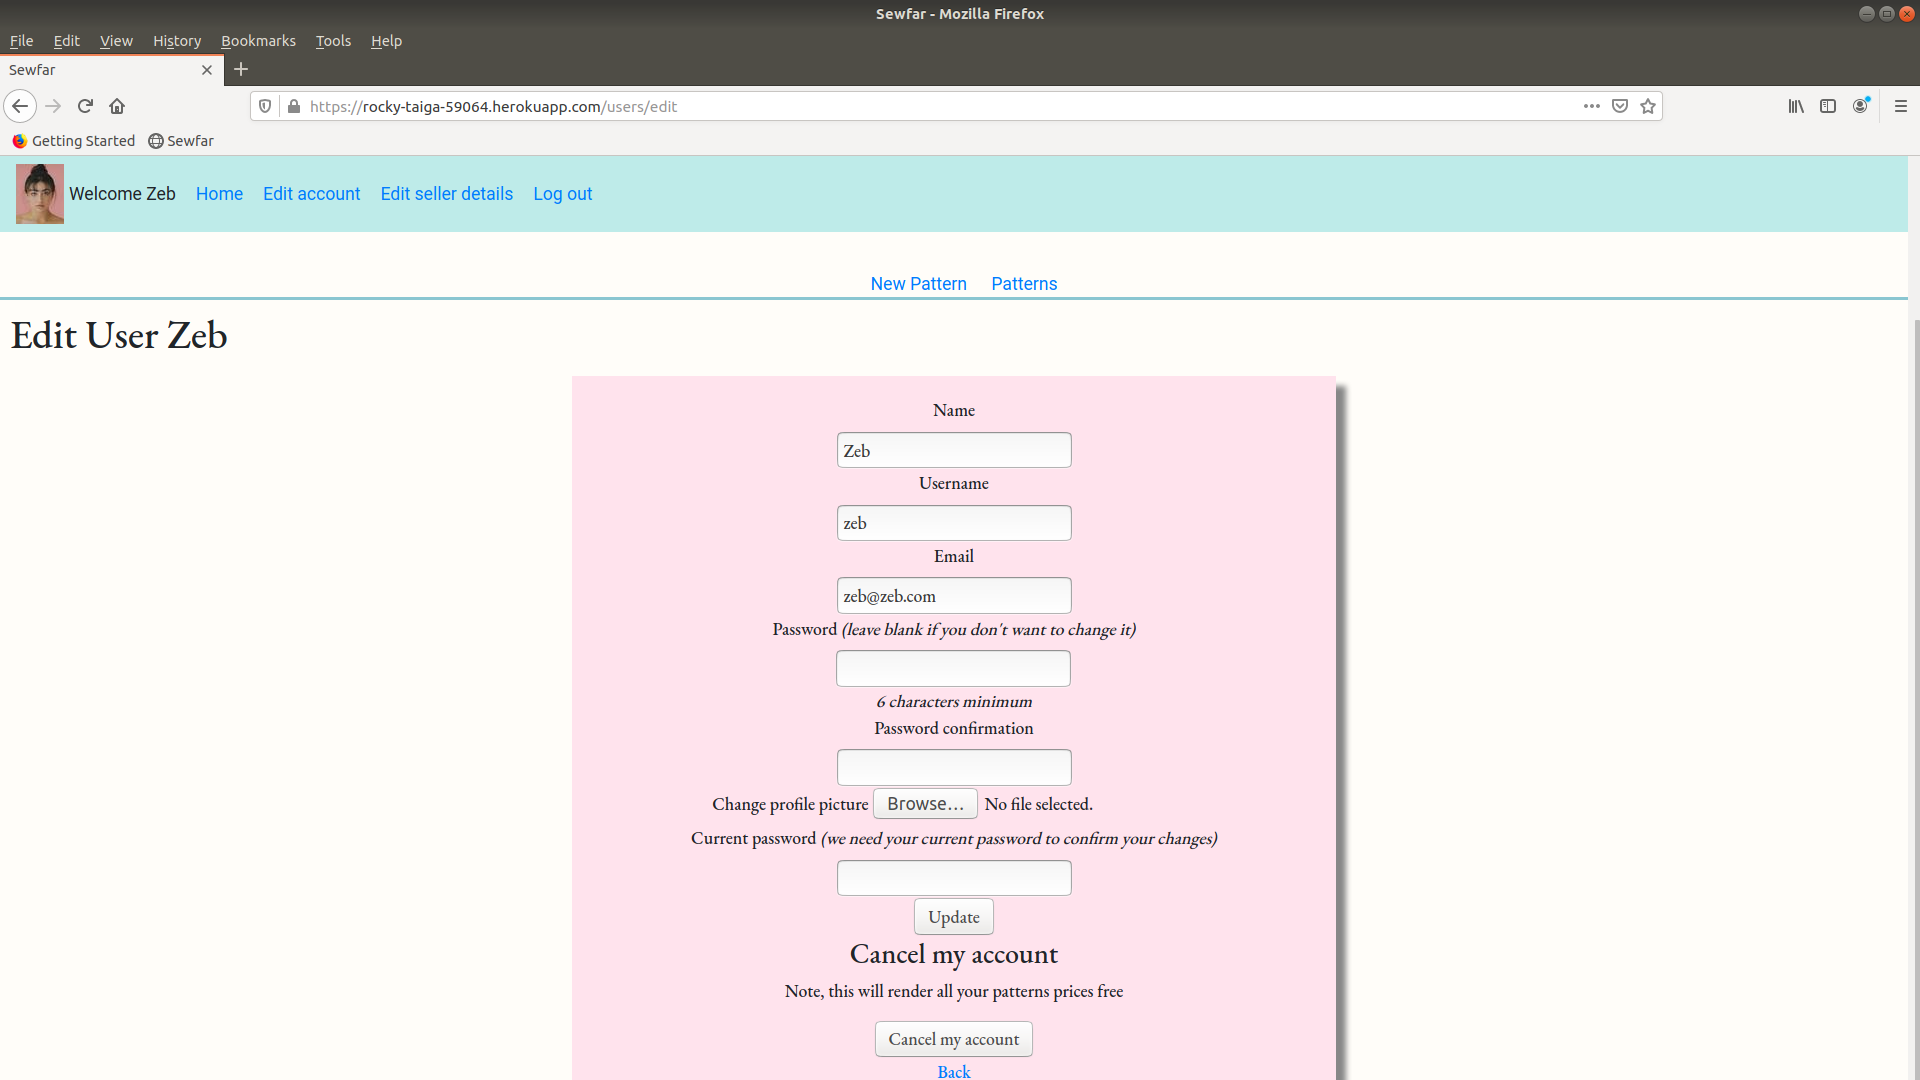 Sewfar - Mozilla Firefox
File Edit View History Bookmarks Tools Help
Sewfar
https://rocky-taiga-59064.herokuapp.com/users/edit
Getting Started Sewfar
Welcome Zeb Home Edit account Edit seller details Log out
New Pattern Patterns
Edit User Zeb
Name
Zeb
Username
zeb
Email
zeb@zeb.com
Password (leave blank if you don't want to change it)
6 characters minimum
Password confirmation
Change profile picture Browse... No file selected.
Current password (we need your current password to confirm your changes)
Update
Cancel my account
Note, this will render all your patterns prices free
Cancel my account
Back